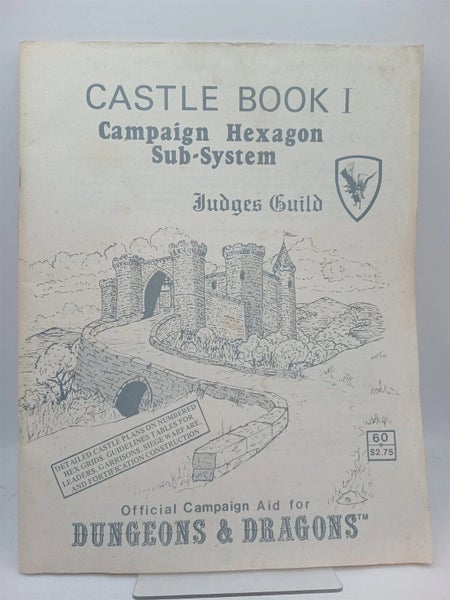 CASTLE BOOK I
Campaign Hexagon
Sub-System
Judges Guild
DETAILED CASTLE PLANS ON NUMBERED
HEX GRIDS. GUIDELINES TABLES FOR
LEADERS, GARRISONS, SIEGE WARFARE,
AND FORTIFICATION CONSTRUCTION
60
$2.75
Official Campaign Aid for
DUNGEONS & DRAGONS™